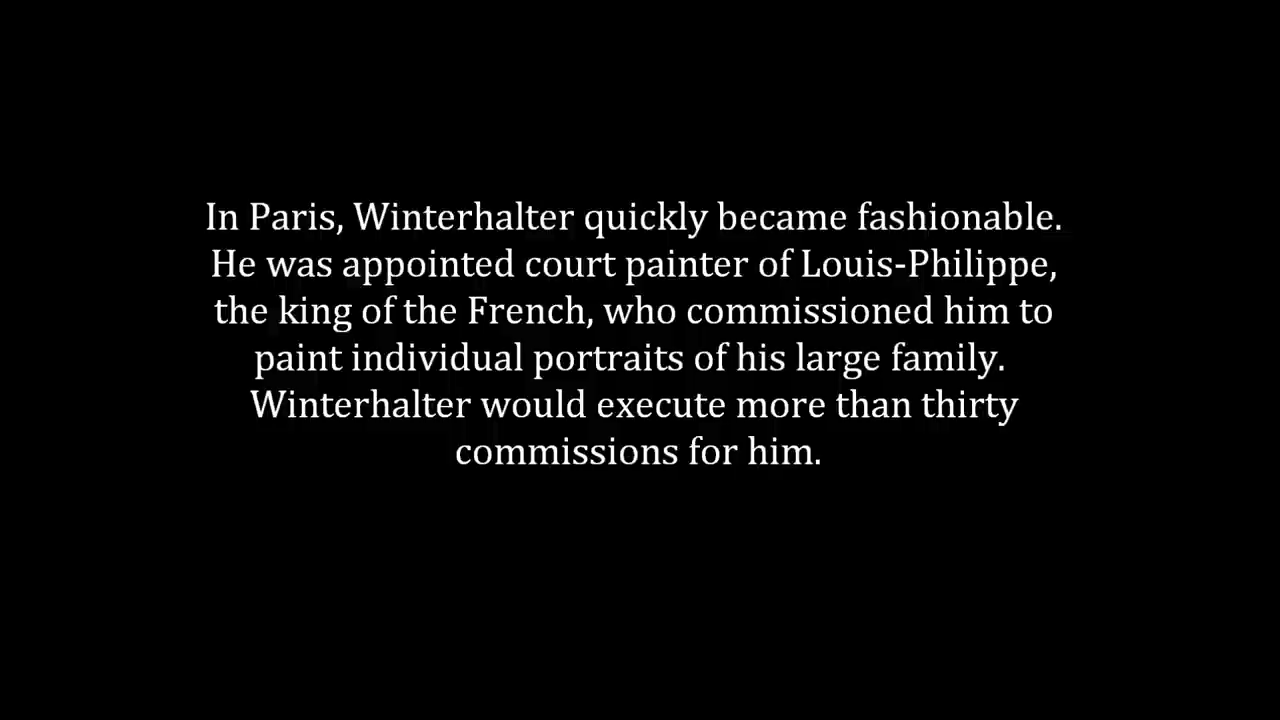 In Paris, Winterhalter quickly became fashionable.
He was appointed court painter of Louis-Philippe,
the king of the French, who commissioned him to
paint individual portraits of his large family.
Winterhalter would execute more than thirty
commissions for him.